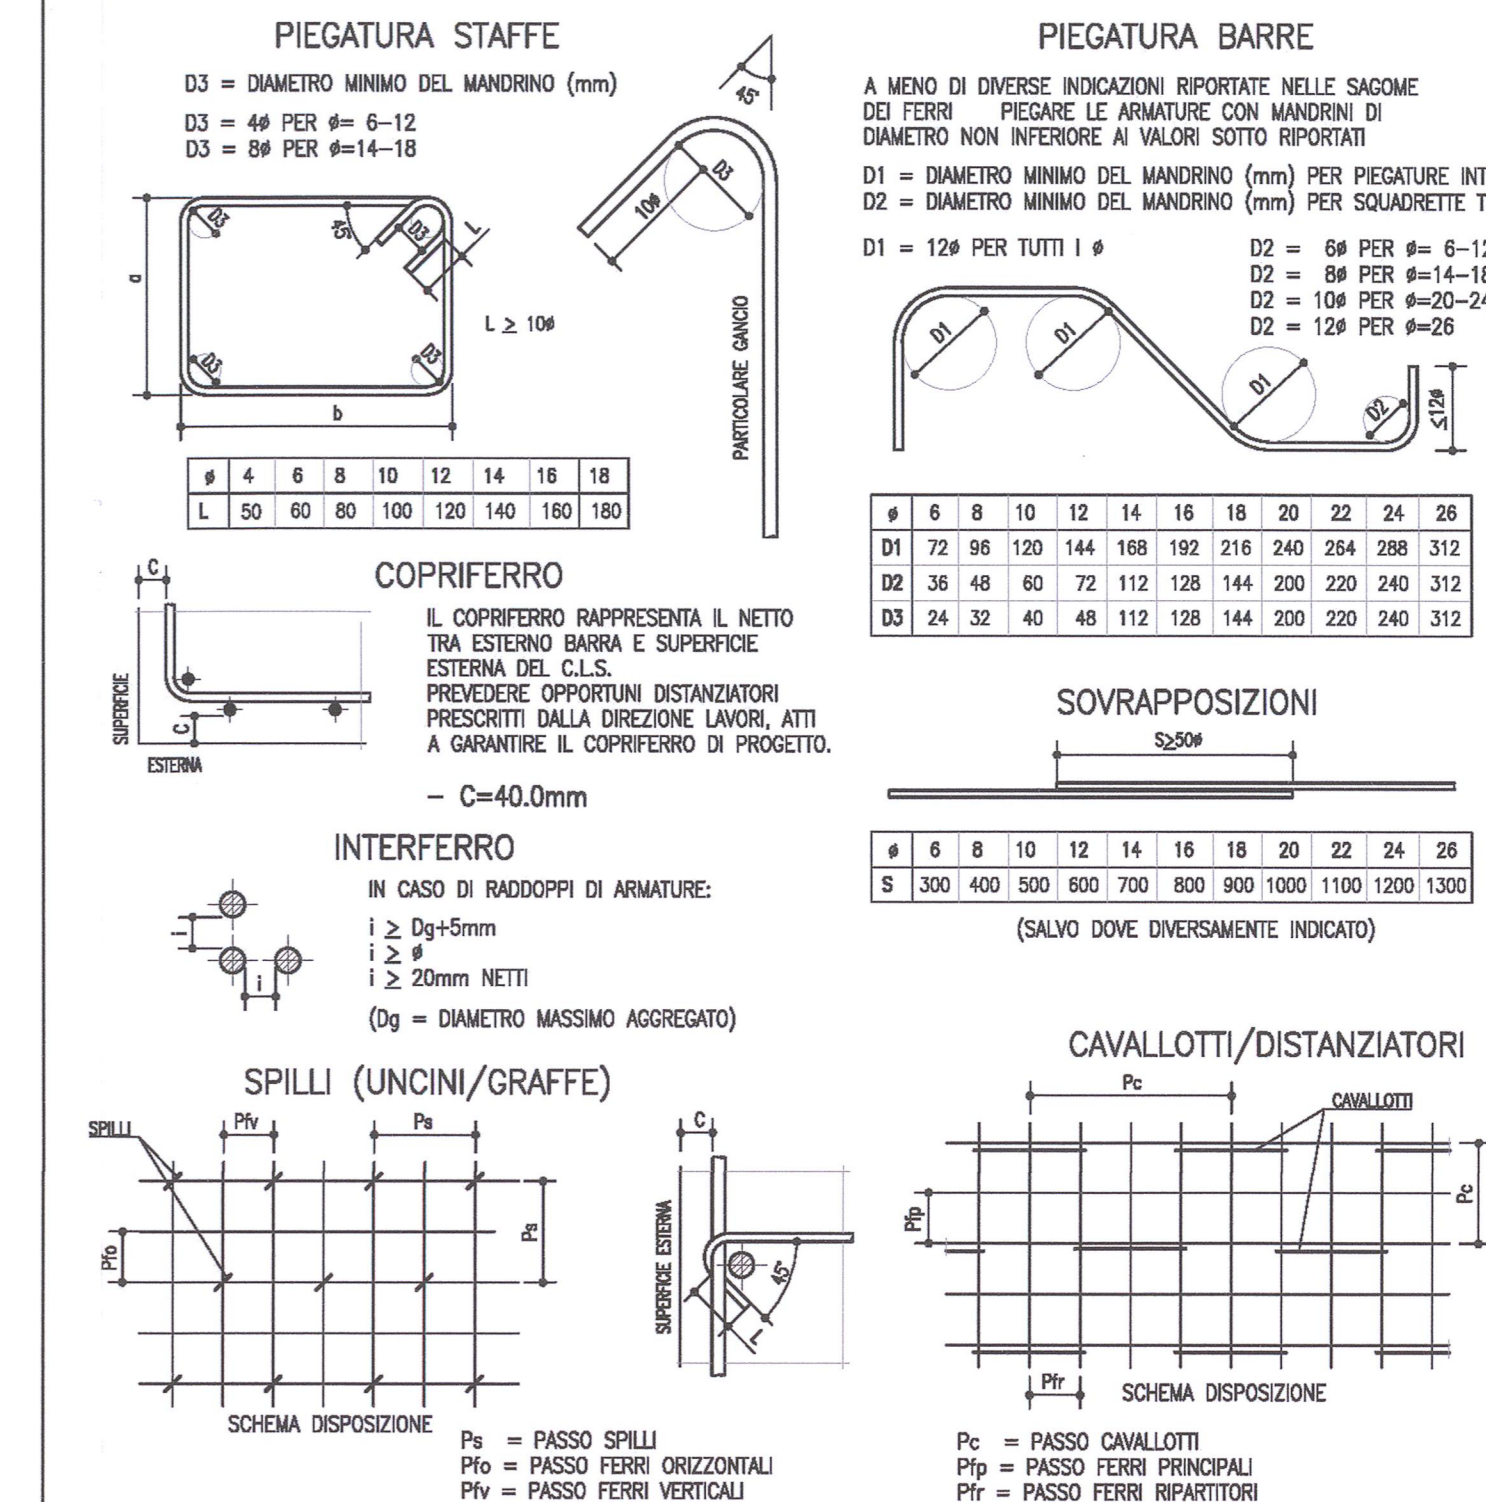 PIEGATURA STAFFE
D3 = DIAMETRO MINIMO DEL MANDRINO (mm)
D3 = 4ø PER ø= 6-12
D3 = 8ø PER ø=14-18
D3
45°
D3
L
a
D3
D3
b
L ≥ 10ø
45°
D3
10ø
PARTICOLARE GANCIO
ø 4 6 8 10 12 14 16 18
L 50 60 80 100 120 140 160 180
COPRIFERRO
C
IL COPRIFERRO RAPPRESENTA IL NETTO
TRA ESTERNO BARRA E SUPERFICIE
ESTERNA DEL C.L.S.
PREVEDERE OPPORTUNI DISTANZIATORI
PRESCRITTI DALLA DIREZIONE LAVORI, ATTI
A GARANTIRE IL COPRIFERRO DI PROGETTO.
SUPERFICIE
C
ESTERNA
- C=40.0mm
INTERFERRO
IN CASO DI RADDOPPI DI ARMATURE:
i ≥ Dg+5mm
i ≥ ø
i ≥ 20mm NETTI
i
i
(Dg = DIAMETRO MASSIMO AGGREGATO)
SPILLI (UNCINI/GRAFFE)
SPILLI
Pfv
Ps
Pfo
Ps
SCHEMA DISPOSIZIONE
C
SUPERFICIE ESTERNA
45°
L
Ps = PASSO SPILLI
Pfo = PASSO FERRI ORIZZONTALI
Pfv = PASSO FERRI VERTICALI
PIEGATURA BARRE
A MENO DI DIVERSE INDICAZIONI RIPORTATE NELLE SAGOME
DEI FERRI PIEGARE LE ARMATURE CON MANDRINI DI
DIAMETRO NON INFERIORE AI VALORI SOTTO RIPORTATI
D1 = DIAMETRO MINIMO DEL MANDRINO (mm) PER PIEGATURE INT
D2 = DIAMETRO MINIMO DEL MANDRINO (mm) PER SQUADRETTE T
D1 = 12ø PER TUTTI I ø
D2 = 6ø PER ø= 6-12
D2 = 8ø PER ø=14-18
D2 = 10ø PER ø=20-24
D2 = 12ø PER ø=26
D1
D1
D1
D2
≤12ø
ø 6 8 10 12 14 16 18 20 22 24 26
D1 72 96 120 144 168 192 216 240 264 288 312
D2 36 48 60 72 112 128 144 200 220 240 312
D3 24 32 40 48 112 128 144 200 220 240 312
SOVRAPPOSIZIONI
S≥50ø
ø 6 8 10 12 14 16 18 20 22 24 26
S 300 400 500 600 700 800 900 1000 1100 1200 1300
(SALVO DOVE DIVERSAMENTE INDICATO)
CAVALLOTTI/DISTANZIATORI
Pc
CAVALLOTTI
Pfp
Pc
Pfr
SCHEMA DISPOSIZIONE
Pc = PASSO CAVALLOTTI
Pfp = PASSO FERRI PRINCIPALI
Pfr = PASSO FERRI RIPARTITORI